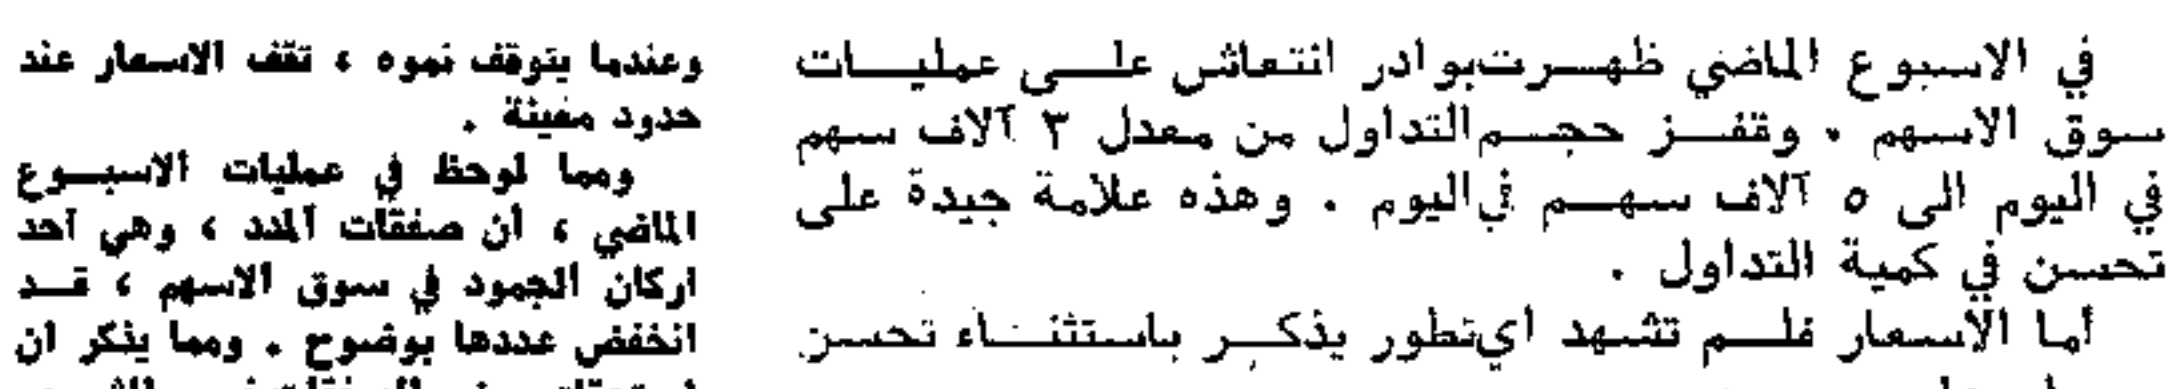 في الاسبوع الماضي ظهرت بوادر انتعاش على عمليات
سوق الاسهم . وقفز حجم التداول من معدل ٣ آلاف سهم
في اليوم الى ٥ آلاف سهم في اليوم . وهذه علامة جيدة على
تحسن في كمية التداول .
أما الأسعار فلم تشهد اي تطور يذكر باستثناء تحسن
وعندما يتوقف نموه ، تقف الاسعار عند
حدود معينة .
ومما لوحظ في عمليات الاسبوع
الماضي ، أن صفقات المدد ، وهي أحد
اركان الجمود في سوق الاسهم ، قد
انخفض عددها بوضوح . ومما يذكر ان